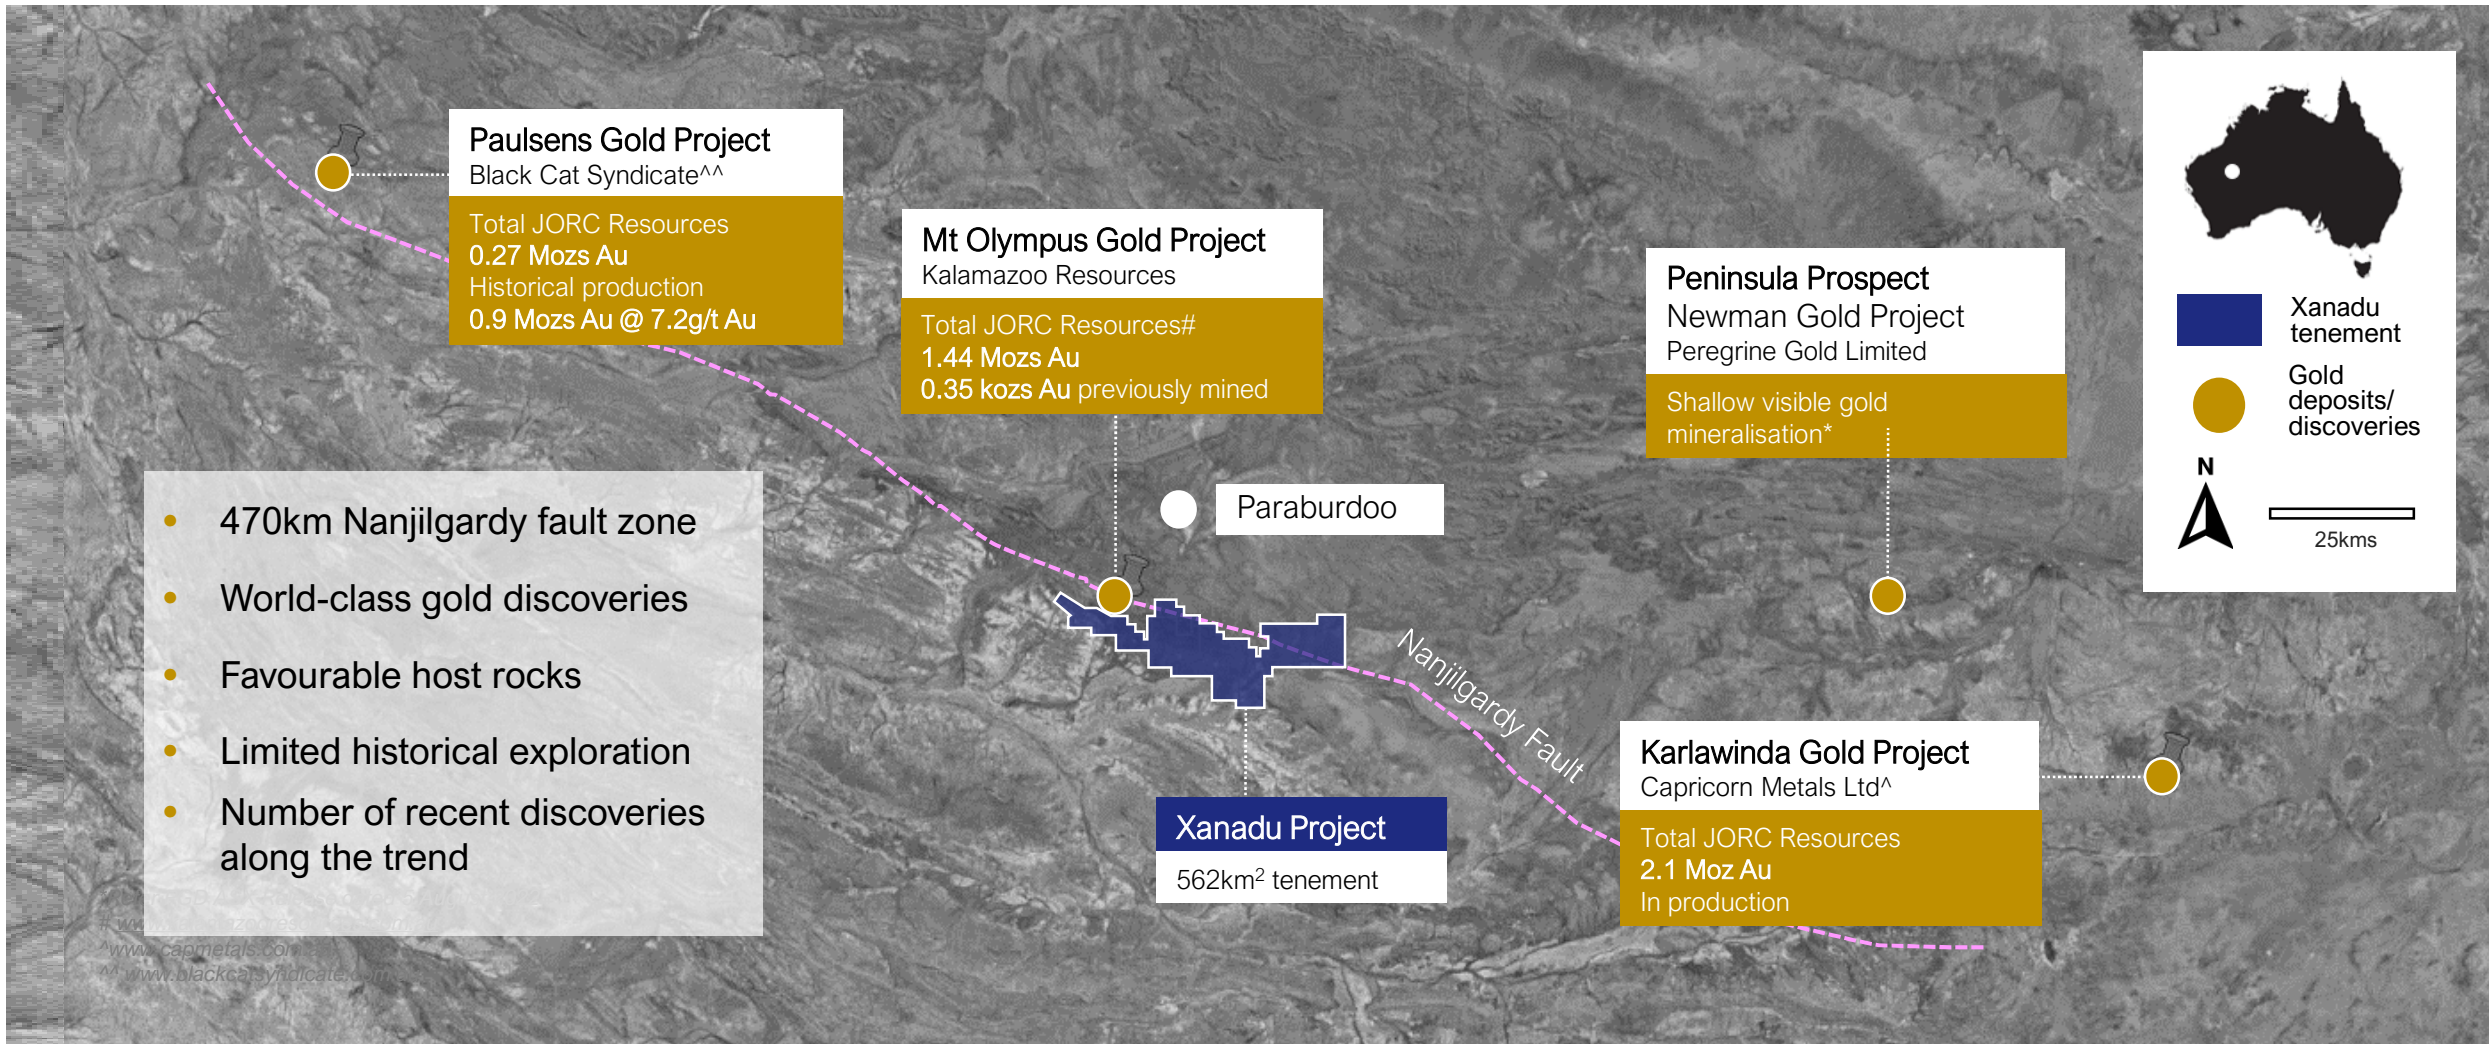 Paulsens Gold Project
Black Cat Syndicate^^
Total JORC Resources
0.27 Mozs Au
Historical production
0.9 Mozs Au @ 7.2g/t Au
Mt Olympus Gold Project
Kalamazoo Resources
Total JORC Resources#
1.44 Mozs Au
0.35 kozs Au previously mined
Peninsula Prospect
Newman Gold Project
Peregrine Gold Limited
Shallow visible gold
mineralisation*
Xanadu
tenement
Gold
deposits/
discoveries
N
25kms
• 470km Nanjilgardy fault zone
• World-class gold discoveries
• Favourable host rocks
• Limited historical exploration
• Number of recent discoveries
along the trend
Paraburdoo
Nanjilgardy Fault
Xanadu Project
562km² tenement
Karlawinda Gold Project
Capricorn Metals Ltd^
Total JORC Resources
2.1 Moz Au
In production
^www.capmetals.com
^^ www.blackcatsyndicate.com